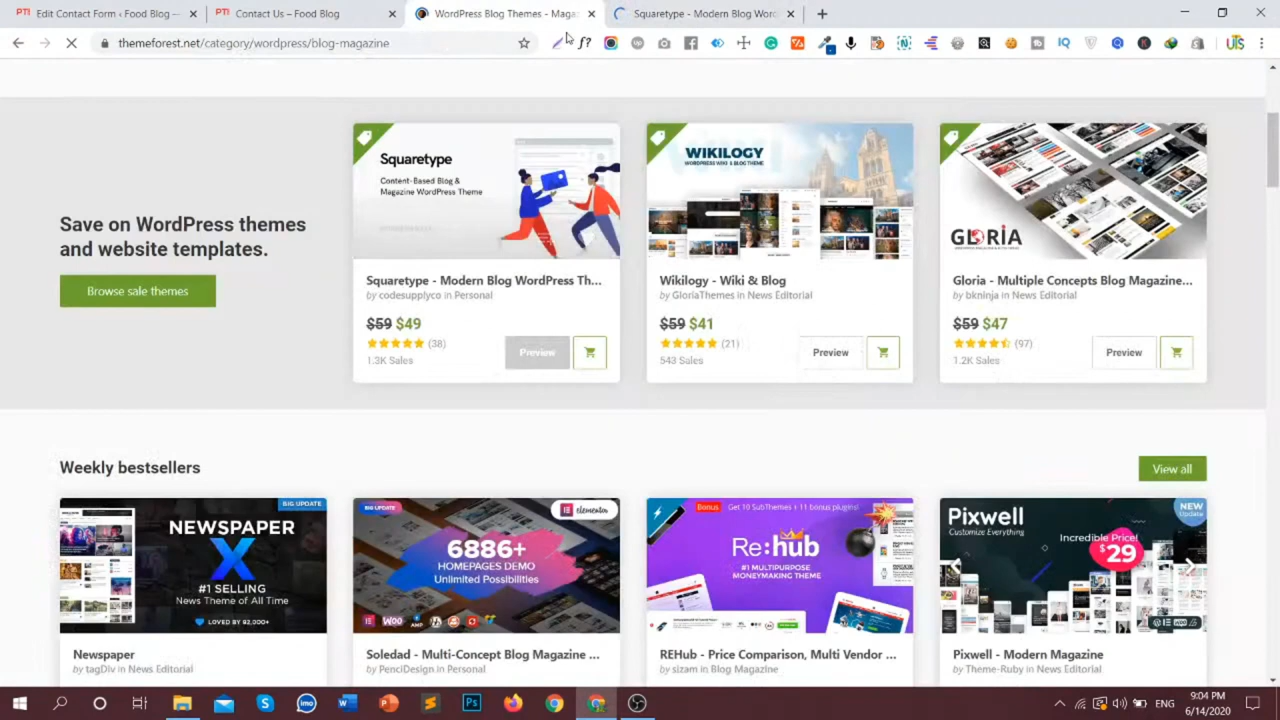 PTI Edit Contact Form ‹ Food Blog —
PTI Contact Us – Food Blog
WordPress Blog Themes - Magaz
Squaretype - Modern Blog Word
themeforest.net/category/wordpress/blog-magazine
Save on WordPress themes
and website templates.
Browse sale themes
Squaretype
Content-Based Blog &
Magazine WordPress Theme
Squaretype - Modern Blog WordPress Th...
by codesupplyco in Personal
$59 $49
(38)
1.3K Sales
Preview
WIKILOGY
WORDPRESS WIKI & BLOG THEME
Wikilogy - Wiki & Blog
by GloriaThemes in News Editorial
$59 $41
(21)
543 Sales
Preview
GLORIA
Gloria - Multiple Concepts Blog Magazine...
by bkninja in News Editorial
$59 $47
(97)
1.2K Sales
Preview
Weekly bestsellers
View all
BIG UPDATE
NEWSPAPER
X
#1 SELLING
News Theme of All Time
LOVED BY 92,000+
Newspaper
by tagDiv in News Editorial
BIG UPDATE
elementor
6886+
HOMEPAGES DEMO
Unlimited Possibilities
AMP
Soledad - Multi-Concept Blog Magazine ...
by PenciDesign in Personal
Bonus Get 10 SubThemes + 11 bonus plugins!
Re:hub
#1 MULTIPURPOSE
MONEYMAKING THEME
REHub - Price Comparison, Multi Vendor ...
by sizam in Blog Magazine
Pixwell
Customize Everything
NEW
Update
Incredible Price!
$29
Pixwell - Modern Magazine
by Theme-Ruby in News Editorial
ENG
9:04 PM
6/14/2020